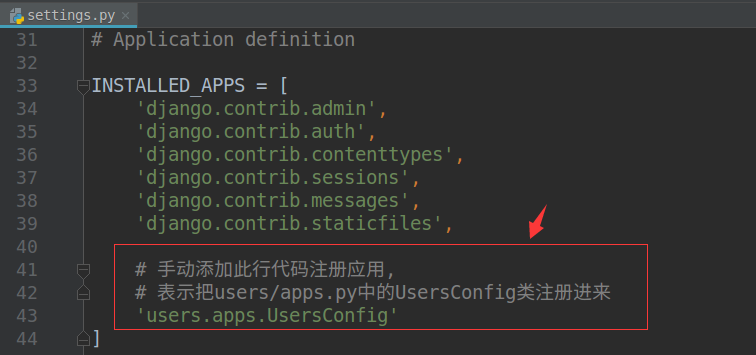 settings.py
31 # Application definition
32
33 INSTALLED_APPS = [
34     'django.contrib.admin',
35     'django.contrib.auth',
36     'django.contrib.contenttypes',
37     'django.contrib.sessions',
38     'django.contrib.messages',
39     'django.contrib.staticfiles',
40
41     # 手动添加此行代码注册应用,
42     # 表示把users/apps.py中的UsersConfig类注册进来
43     'users.apps.UsersConfig'
44 ]